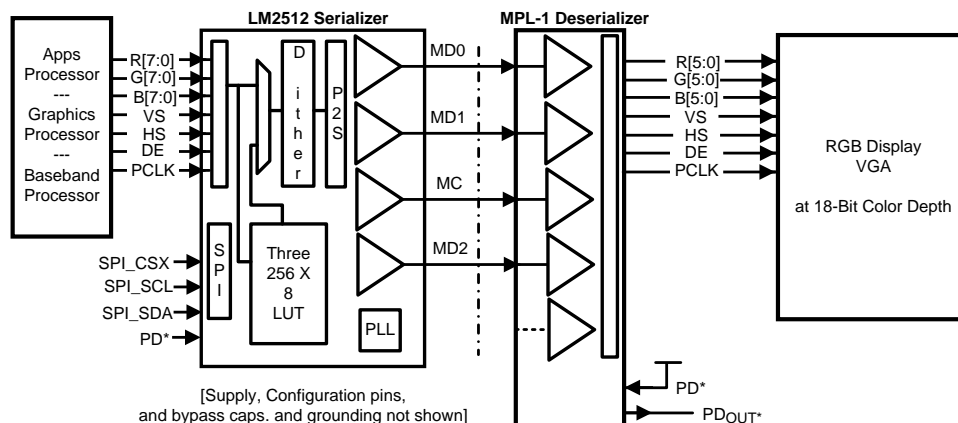 LM2512 Serializer
MPL-1 Deserializer
Apps
Processor
---
Graphics
Processor
---
Baseband
Processor
R[7:0]
G[7:0]
B[7:0]
VS
HS
DE
PCLK
SPI_CSX
SPI_SCL
SPI_SDA
PD*
Dither
P2S
SPI
Three
256 X
8
LUT
PLL
MD0
MD1
MC
MD2
R[5:0]
G[5:0]
B[5:0]
VS
HS
DE
PCLK
RGB Display
VGA
at 18-Bit Color Depth
PD*
PDOUT*
[Supply, Configuration pins,
and bypass caps. and grounding not shown]